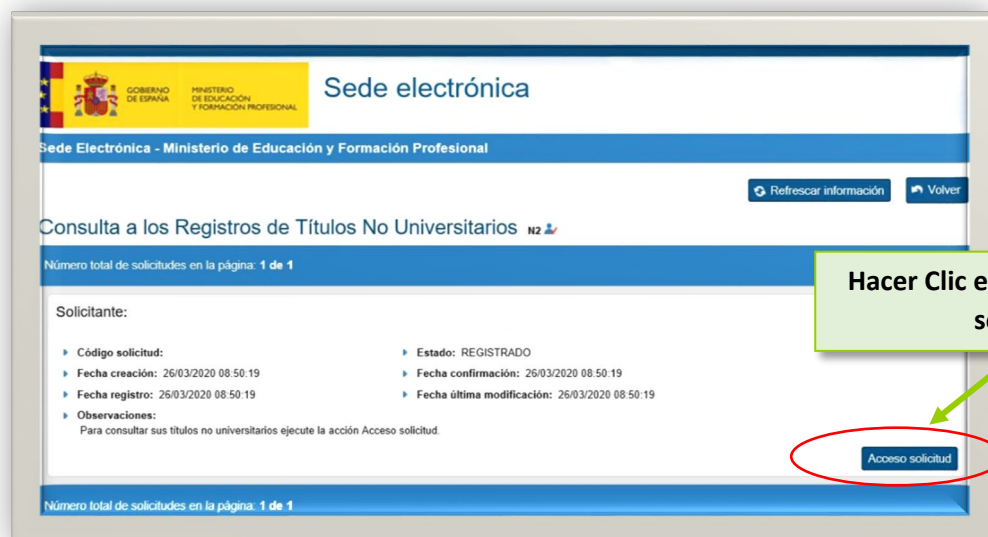 GOBIERNO
DE ESPAÑA
MINISTERIO
DE EDUCACIÓN
Y FORMACIÓN PROFESIONAL
Sede electrónica
Sede Electrónica - Ministerio de Educación y Formación Profesional
Refrescar información
Volver
Consulta a los Registros de Títulos No Universitarios N2
Número total de solicitudes en la página: 1 de 1
Hacer Clic
Solicitante:
Código solicitud:
Estado: REGISTRADO
Fecha creación: 26/03/2020 08:50:19
Fecha confirmación: 26/03/2020 08:50:19
Fecha registro: 26/03/2020 08:50:19
Fecha última modificación: 26/03/2020 08:50:19
Observaciones:
Para consultar sus títulos no universitarios ejecute la acción Acceso solicitud.
Acceso solicitud
Número total de solicitudes en la página: 1 de 1